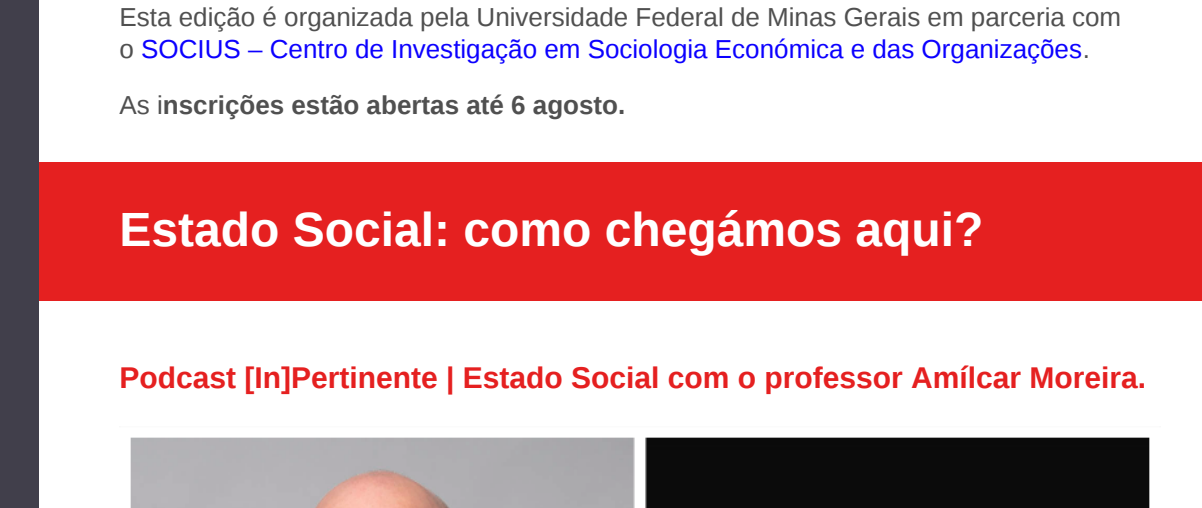 Esta edição é organizada pela Universidade Federal de Minas Gerais em parceria com
o SOCIUS – Centro de Investigação em Sociologia Económica e das Organizações.
As inscrições estão abertas até 6 agosto.
Estado Social: como chegámos aqui?
Podcast [In]Pertinente | Estado Social com o professor Amílcar Moreira.